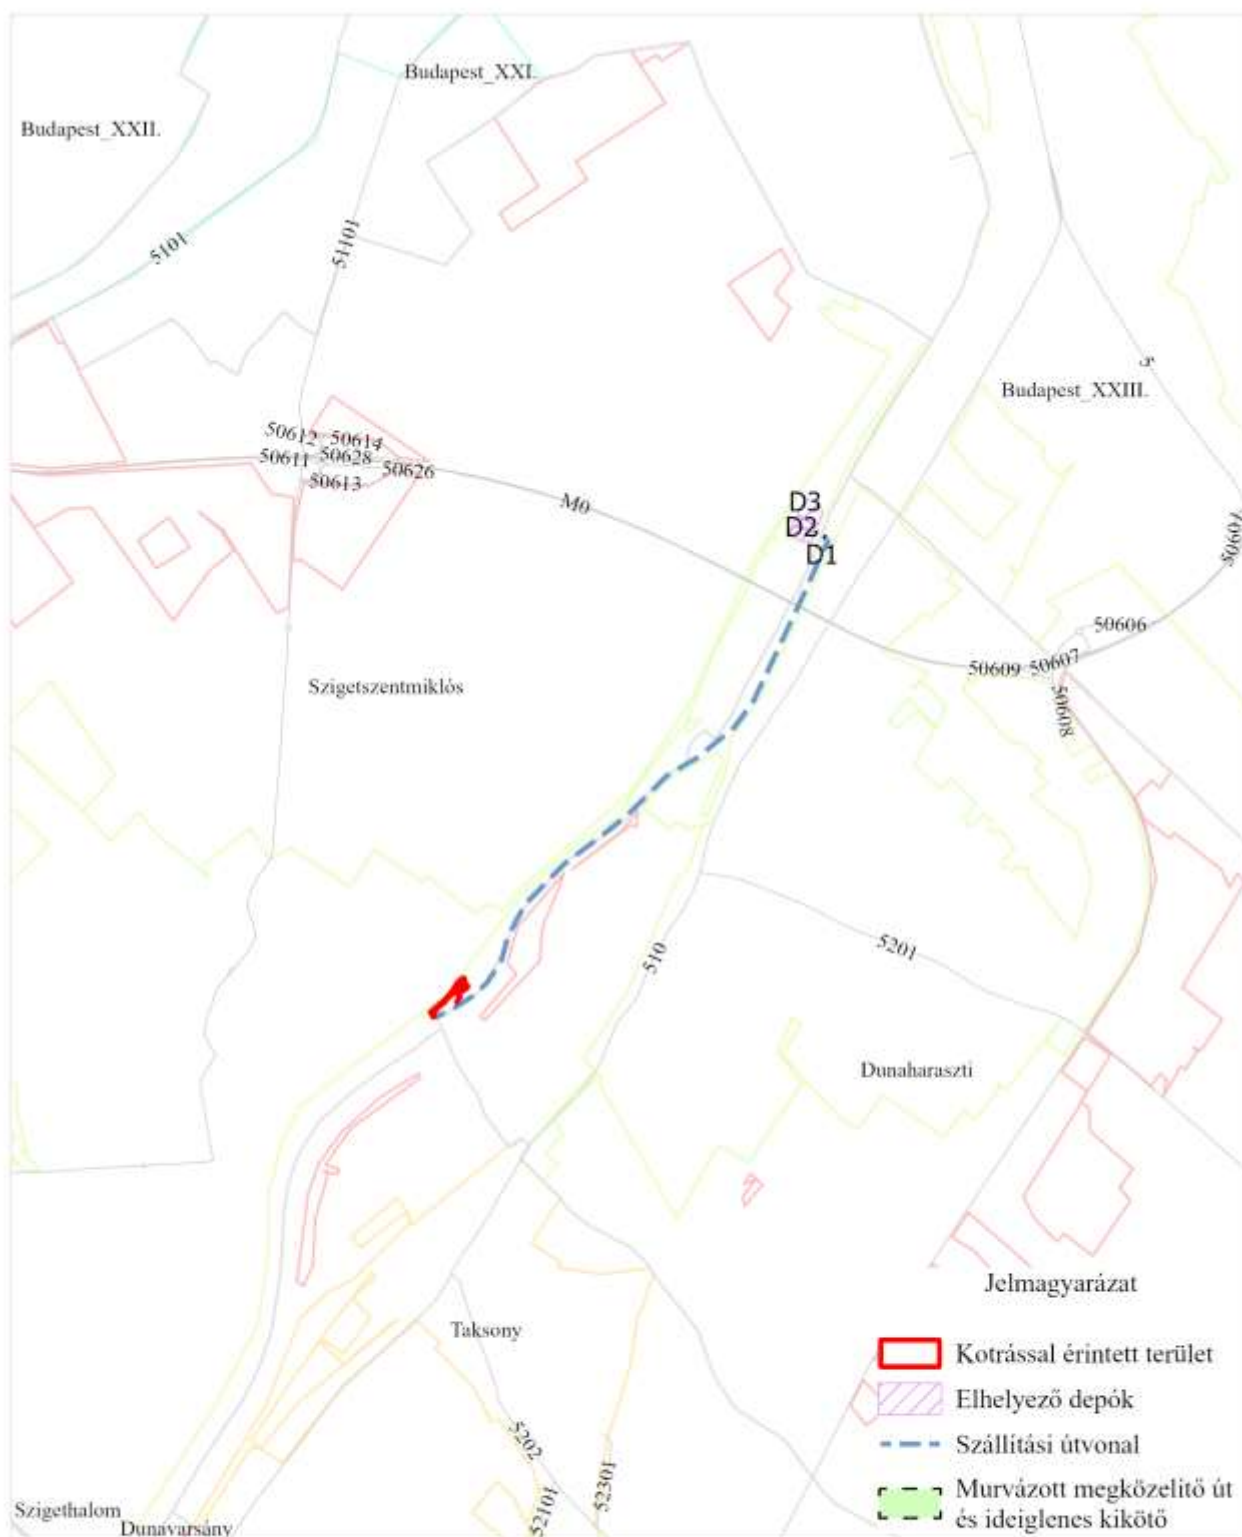 Budapest_XXI.
Budapest_XXII.
5101
51101
Budapest_XXIII.
50612
50614
50611
50628
50626
50613
M0
D3
D2
D1
50604
50606
50609
50607
50608
Szigetszentmiklós
510
5201
Dunaharaszti
Jelmagyarázat
Taksony
Kotrással érintett terület
Elhelyező depók
Szállítási útvonal
Murvázott megközelítő út
és ideiglenes kikötő
5202
52301
52101
Szigethalom
Dunavarsány